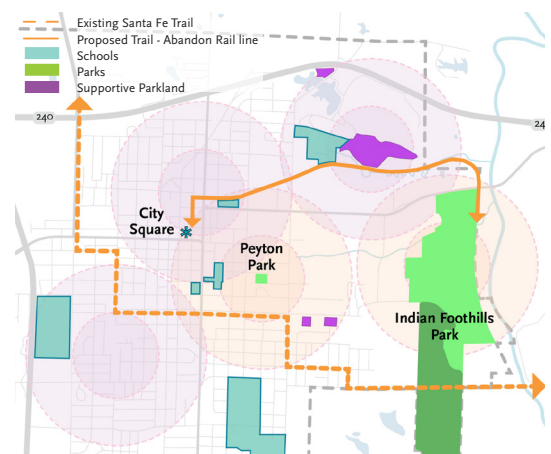 Existing Santa Fe Trail
Proposed Trail - Abandon Rail line
Schools
Parks
Supportive Parkland
240
24
City
Square
Peyton
Park
Indian Foothills
Park